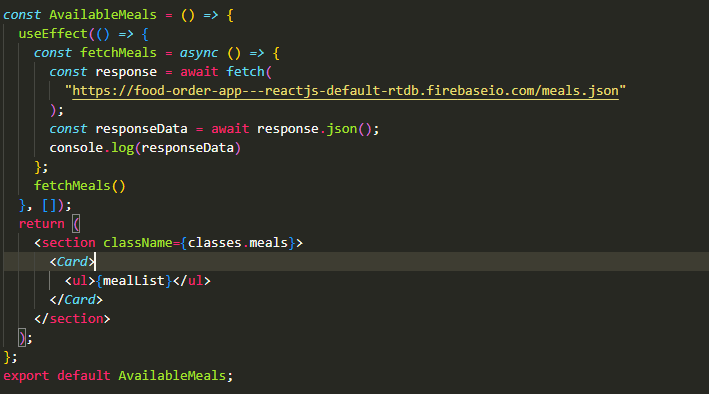 const AvailableMeals = () => {
  useEffect(() => {
    const fetchMeals = async () => {
      const response = await fetch(
        "https://food-order-app---reactjs-default-rtdb.firebaseio.com/meals.json"
      );
      const responseData = await response.json();
      console.log(responseData)
    };
    fetchMeals()
  }, []);
  return (
    <section className={classes.meals}>
      <Card>
        <ul>{mealList}</ul>
      </Card>
    </section>
  );
};
export default AvailableMeals;